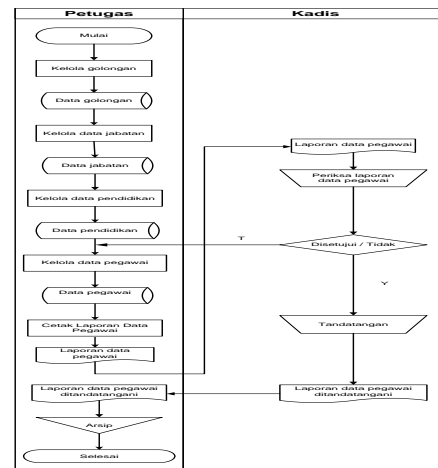 Petugas
Kadis
Mulai
Kelola golongan
Data golongan
Kelola data jabatan
Data jabatan
Kelola data pendidikan
Data pendidikan
Kelola data pegawai
Data pegawai
Cetak Laporan Data
Pegawai
Laporan data
pegawai
Laporan data pegawai
Periksa laporan
data pegawai
Disetujui / Tidak
T
Y
Tandatangan
Laporan data pegawai
ditandatangani
Laporan data pegawai
ditandatangani
Arsip
Selesai